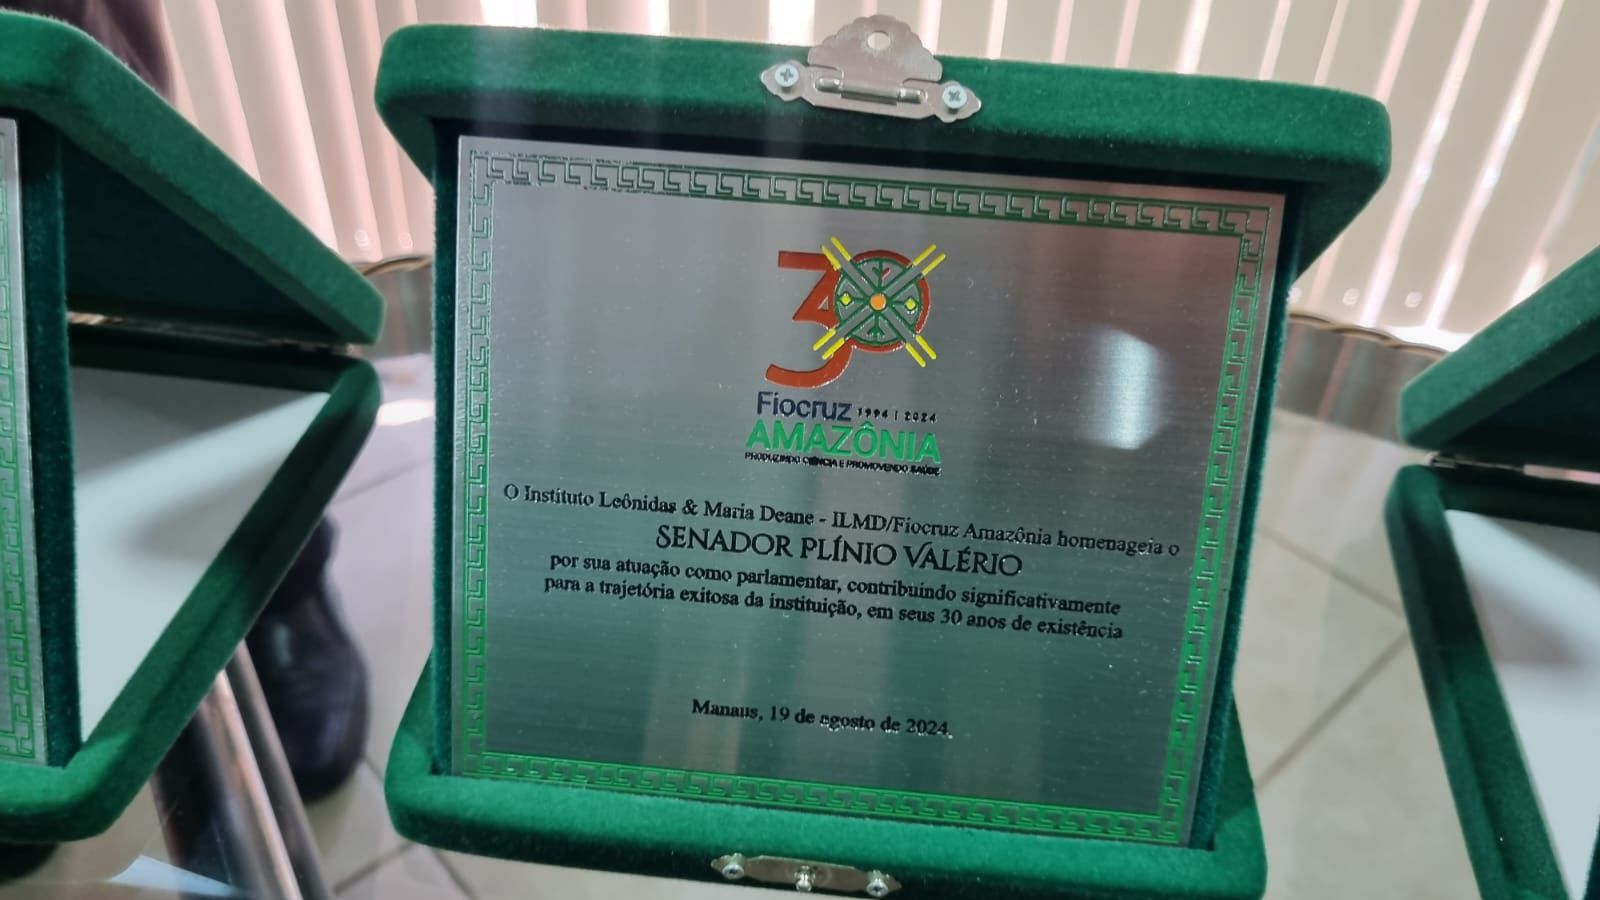 30
Fiocruz 1994 | 2024
AMAZÔNIA
PRODUZINDO CIÊNCIA E PROMOVENDO SAÚDE
O Instituto Leônidas & Maria Deane - ILMD/Fiocruz Amazônia homenageia o
SENADOR PLÍNIO VALÉRIO
por sua atuação como parlamentar, contribuindo significativamente
para a trajetória exitosa da instituição, em seus 30 anos de existência
Manaus, 19 de agosto de 2024.